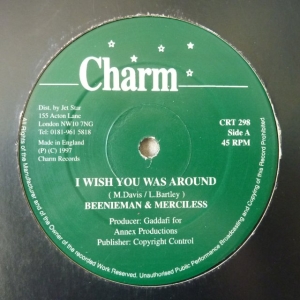 Charm
Dist. by Jet Star
155 Acton Lane
London NW10 7NG
Tel: 0181-961 5818
Made in England
(P) (C) 1997
Charm Records
CRT 298
Side A
45 RPM
I WISH YOU WAS AROUND
( M.Davis / L.Bartley )
BEENIEMAN & MERCILESS
Producer: Gaddafi for
Annex Productions
Publisher: Copyright Control
All Rights of the Manufacturer and of the Owner of the recorded Work Reserved. Unauthorised Public Performance Broadcasting and Copying of this Record Prohibited